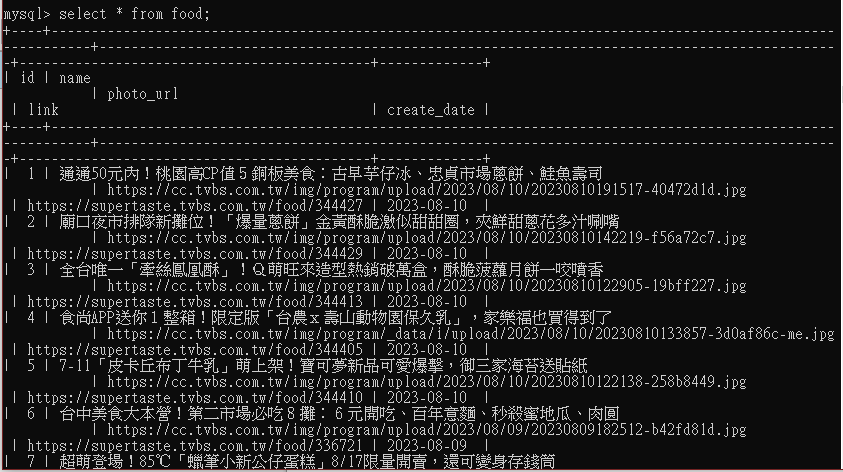 mysql> select * from food;
+----+--------------------------------------------------------------------------------------------------
-----------+-------------------------------------------------------------------------------------------
-+--------------------------------------------+-------------+
| id | name
| photo_url
| link | create_date |
+----+--------------------------------------------------------------------------------------------------
-----------+-------------------------------------------------------------------------------------------
-+--------------------------------------------+-------------+
| 1 | 通通50元內！桃園高CP值５銅板美食：古早芋仔冰、忠貞市場蔥餅、鮭魚壽司
| https://cc.tvbs.com.tw/img/program/upload/2023/08/10/20230810191517-40472d1d.jpg
| https://supertaste.tvbs.com.tw/food/344427 | 2023-08-10 |
| 2 | 廟口夜市排隊新攤位！「爆量蔥餅」金黃酥脆激似甜甜圈，夾鮮甜蔥花多汁唰嘴
| https://cc.tvbs.com.tw/img/program/upload/2023/08/10/20230810142219-f56a72c7.jpg
| https://supertaste.tvbs.com.tw/food/344429 | 2023-08-10 |
| 3 | 全台唯一「牽絲鳳凰酥」！Ｑ萌旺來造型熱銷破萬盒，酥脆菠蘿月餅一咬噴香
| https://cc.tvbs.com.tw/img/program/upload/2023/08/10/20230810122905-19bff227.jpg
| https://supertaste.tvbs.com.tw/food/344413 | 2023-08-10 |
| 4 | 食尚APP送你１整箱！限定版「台農ｘ壽山動物園保久乳」，家樂福也買得到了
| https://cc.tvbs.com.tw/img/program/_data/i/upload/2023/08/10/20230810133857-3d0af86c-me.jpg
| https://supertaste.tvbs.com.tw/food/344405 | 2023-08-10 |
| 5 | 7-11「皮卡丘布丁牛乳」萌上架！寶可夢新品可愛爆擊，御三家海苔送貼紙
| https://cc.tvbs.com.tw/img/program/upload/2023/08/10/20230810122138-258b8449.jpg
| https://supertaste.tvbs.com.tw/food/344410 | 2023-08-10 |
| 6 | 台中美食大本營！第二市場必吃８攤：６元開吃、百年意麵、秒殺蜜地瓜、肉圓
| https://cc.tvbs.com.tw/img/program/upload/2023/08/09/20230809182512-b42fd81d.jpg
| https://supertaste.tvbs.com.tw/food/336721 | 2023-08-09 |
| 7 | 超萌登場！85℃「蠟筆小新公仔蛋糕」8/17限量開賣，還可變身存錢筒